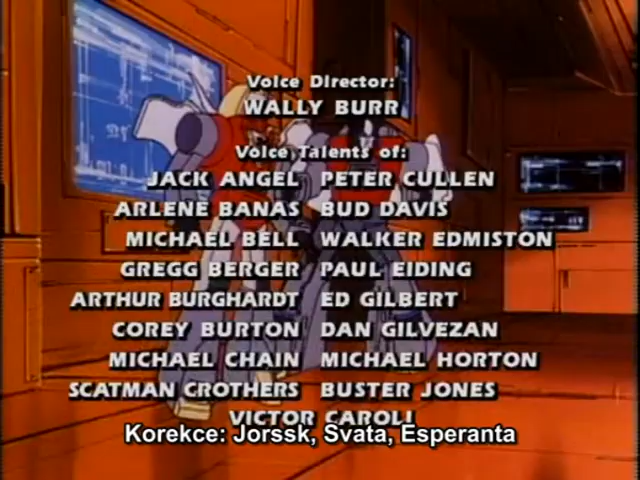 Voice Director:
WALLY BURR
Voice Talents of:
JACK ANGEL PETER CULLEN
ARLENE BANAS BUD DAVIS
MICHAEL BELL WALKER EDMISTON
GREGG BERGER PAUL EIDING
ARTHUR BURGHARDT ED GILBERT
COREY BURTON DAN GILVEZAN
MICHAEL CHAIN MICHAEL HORTON
SCATMAN CROTHERS BUSTER JONES
VICTOR CAROLI
Korekce: Jorssk, Svata, Esperanta